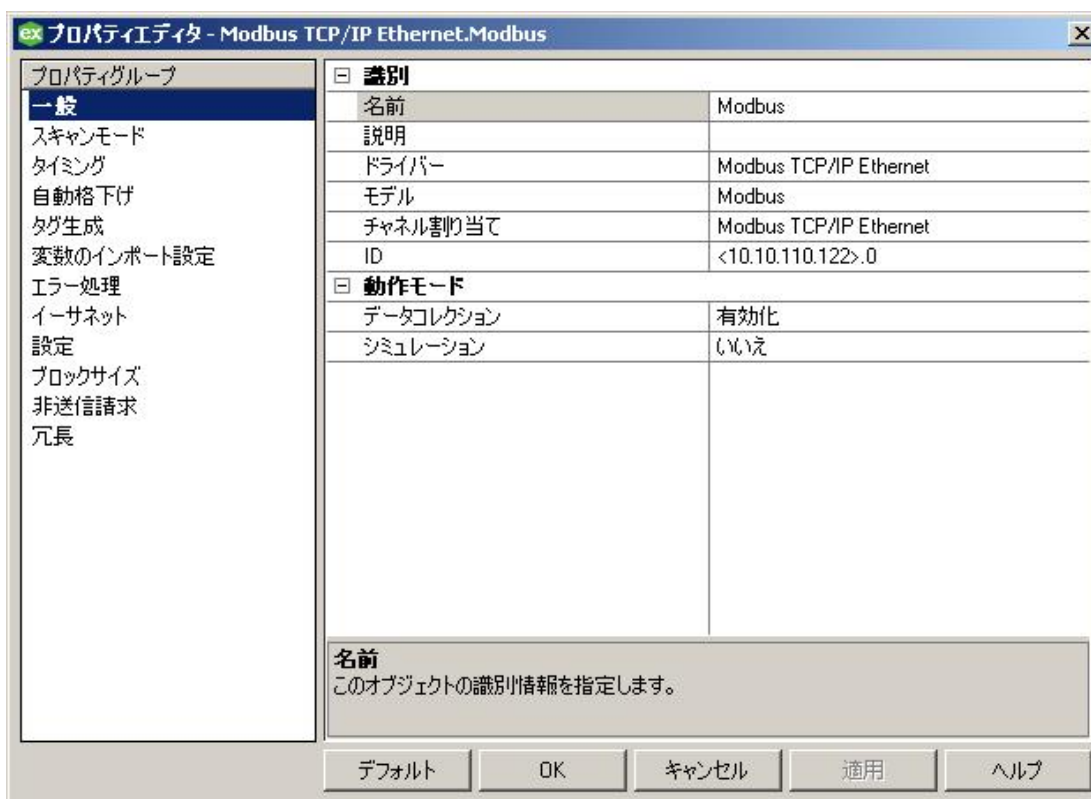 ex プロパティエディタ - Modbus TCP/IP Ethernet.Modbus
プロパティグループ
一般
スキャンモード
タイミング
自動格下げ
タグ生成
変数のインポート設定
エラー処理
イーサネット
設定
ブロックサイズ
非送信請求
冗長
識別
名前 Modbus
説明
ドライバー Modbus TCP/IP Ethernet
モデル Modbus
チャネル割り当て Modbus TCP/IP Ethernet
ID <10.10.110.122>.0
動作モード
データコレクション 有効化
シミュレーション いいえ
名前
このオブジェクトの識別情報を指定します。
デフォルト OK キャンセル 適用 ヘルプ